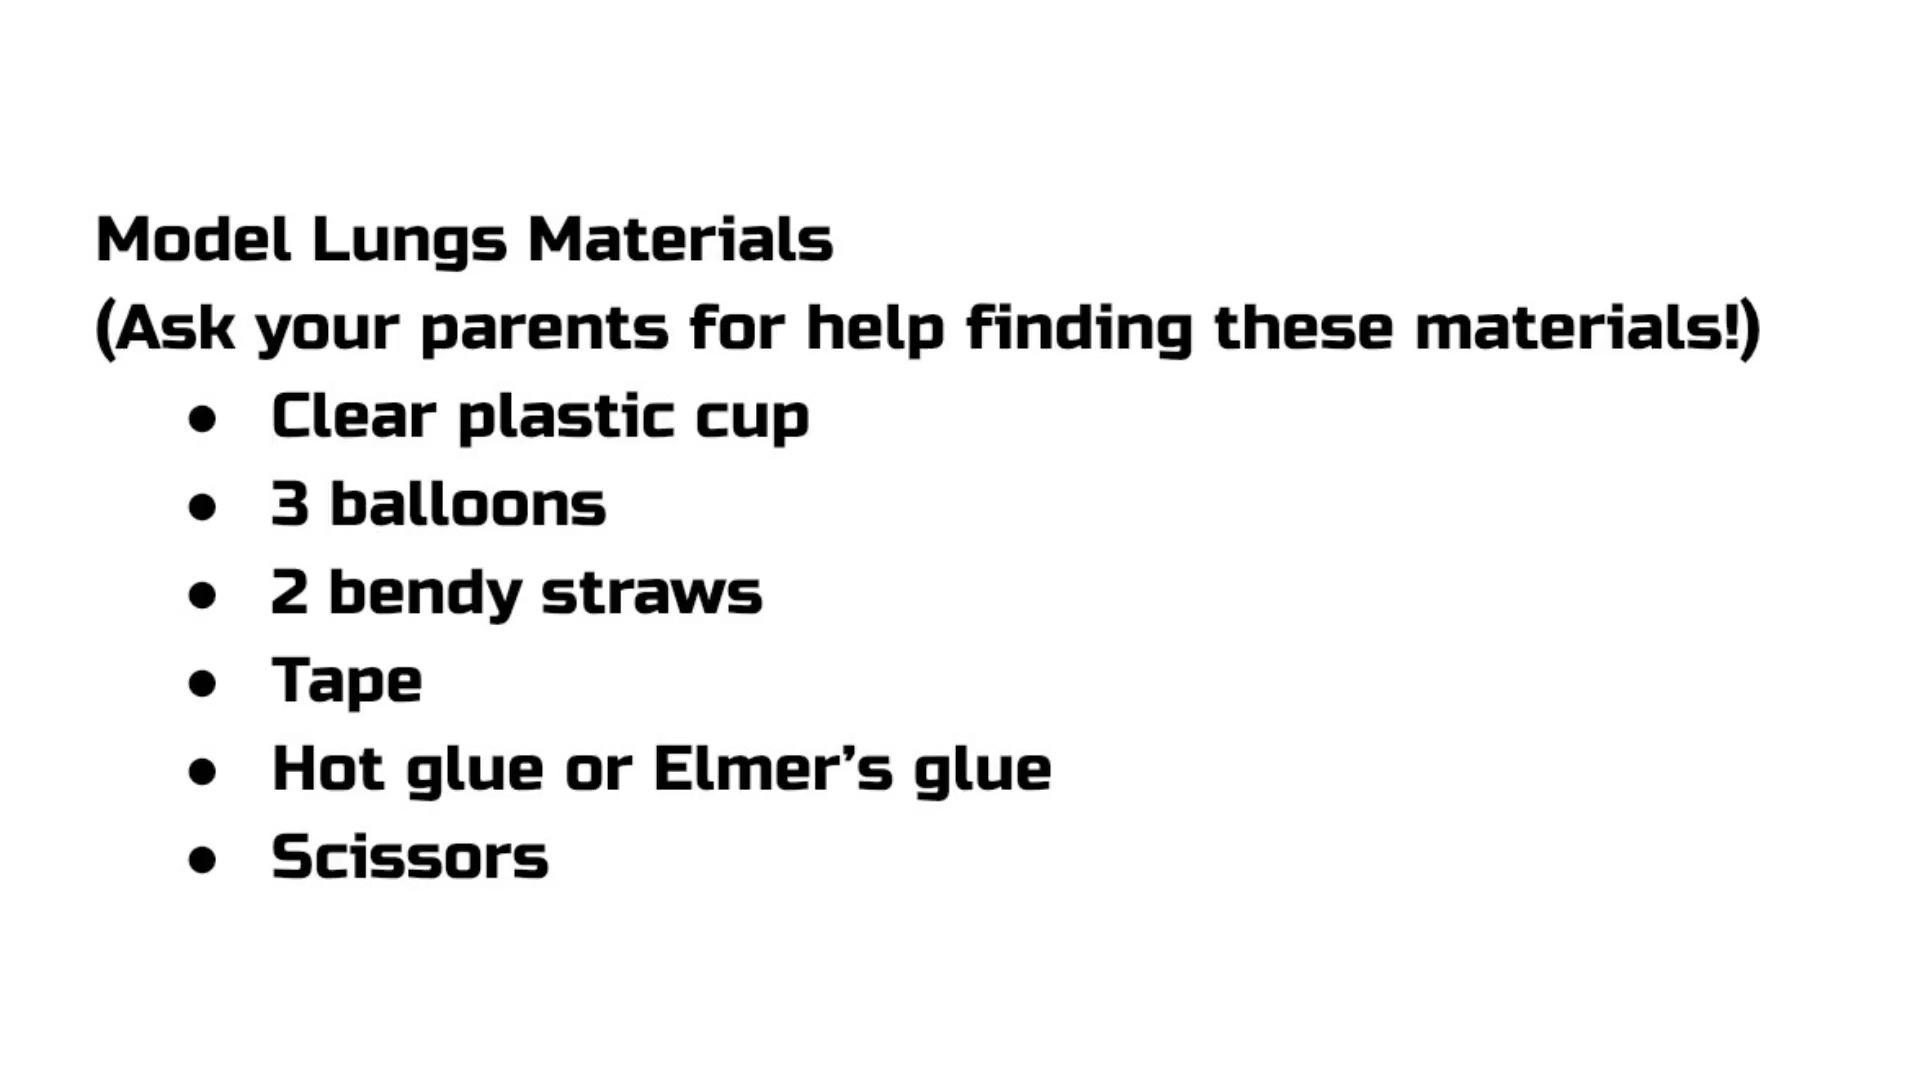 Model Lungs Materials
(Ask your parents for help finding these materials!)
● Clear plastic cup
● 3 balloons
● 2 bendy straws
● Tape
● Hot glue or Elmer’s glue
● Scissors